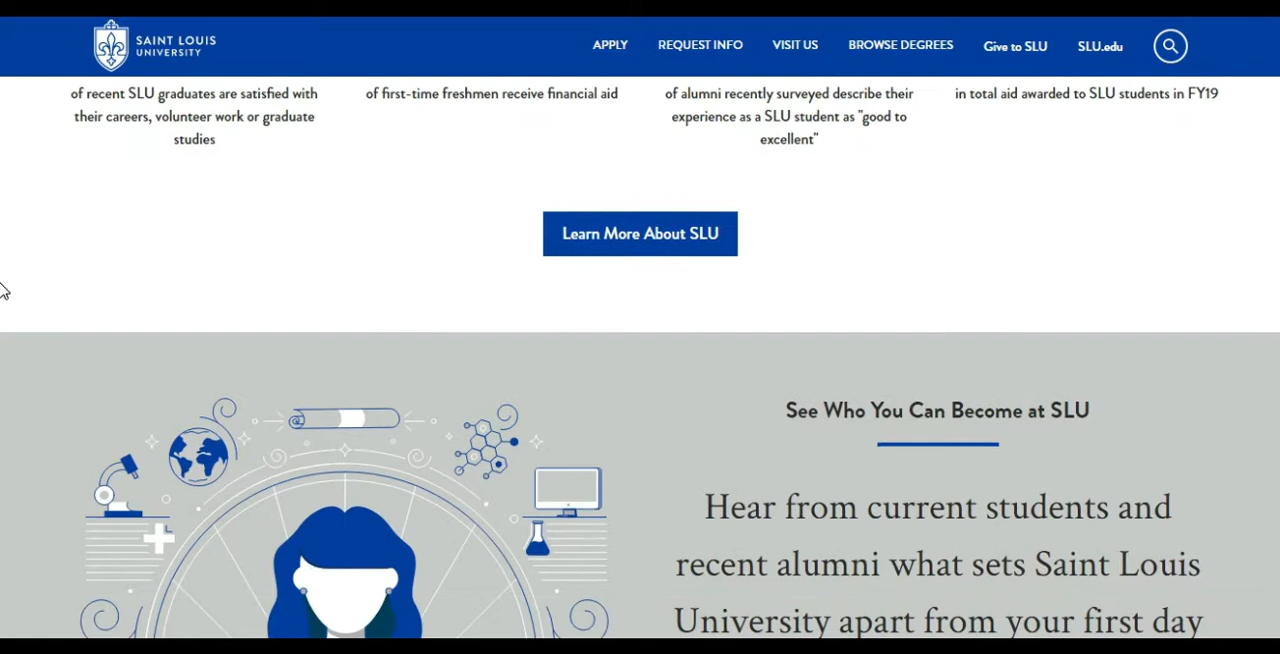 SAINT LOUIS
UNIVERSITY
APPLY REQUEST INFO VISIT US BROWSE DEGREES Give to SLU SLU.edu
of recent SLU graduates are satisfied with
their careers, volunteer work or graduate
studies
of first-time freshmen receive financial aid
of alumni recently surveyed describe their
experience as a SLU student as "good to
excellent"
in total aid awarded to SLU students in FY19
Learn More About SLU
See Who You Can Become at SLU
Hear from current students and
recent alumni what sets Saint Louis
University apart from your first day